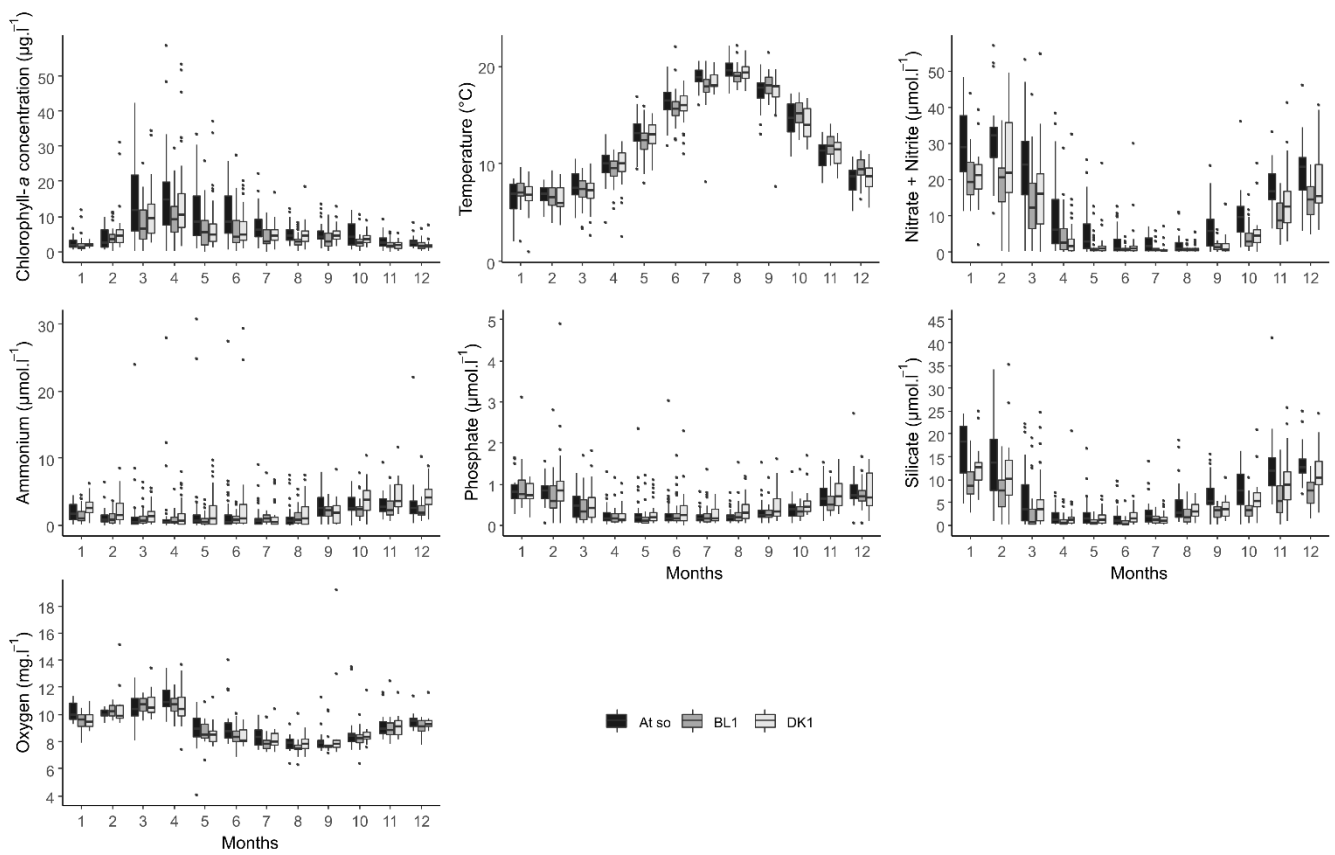 Chlorophyll-a concentration (µg.l⁻¹)
50
40
30
20
10
0
1 2 3 4 5 6 7 8 9 10 11 12
Temperature (°C)
20
10
0
1 2 3 4 5 6 7 8 9 10 11 12
Nitrate + Nitrite (µmol.l⁻¹)
50
40
30
20
10
0
1 2 3 4 5 6 7 8 9 10 11 12
Ammonium (µmol.l⁻¹)
30
20
10
0
1 2 3 4 5 6 7 8 9 10 11 12
Phosphate (µmol.l⁻¹)
5
4
3
2
1
0
1 2 3 4 5 6 7 8 9 10 11 12
Months
Silicate (µmol.l⁻¹)
45
40
35
30
25
20
15
10
5
0
1 2 3 4 5 6 7 8 9 10 11 12
Months
Oxygen (mg.l⁻¹)
18
16
14
12
10
8
6
4
1 2 3 4 5 6 7 8 9 10 11 12
Months
At so BL1 DK1